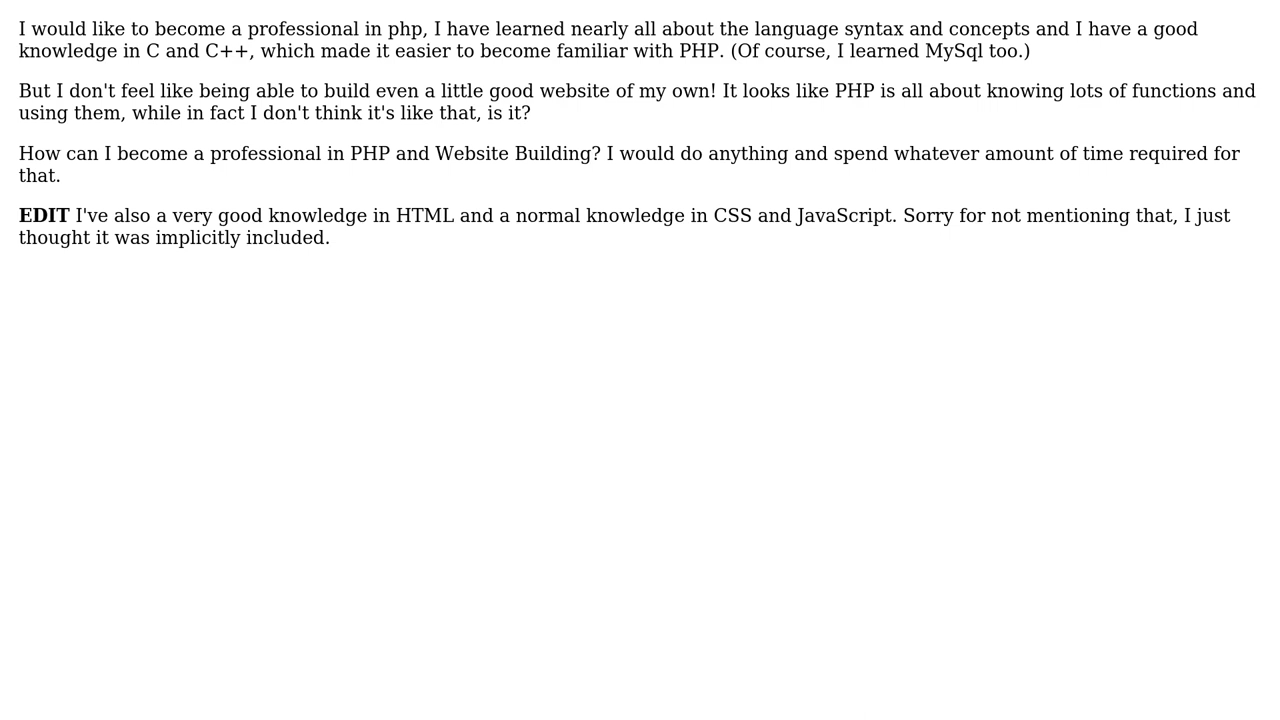 I would like to become a professional in php, I have learned nearly all about the language syntax and concepts and I have a good
knowledge in C and C++, which made it easier to become familiar with PHP. (Of course, I learned MySql too.)
But I don't feel like being able to build even a little good website of my own! It looks like PHP is all about knowing lots of functions and
using them, while in fact I don't think it's like that, is it?
How can I become a professional in PHP and Website Building? I would do anything and spend whatever amount of time required for
that.
EDIT I've also a very good knowledge in HTML and a normal knowledge in CSS and JavaScript. Sorry for not mentioning that, I just
thought it was implicitly included.